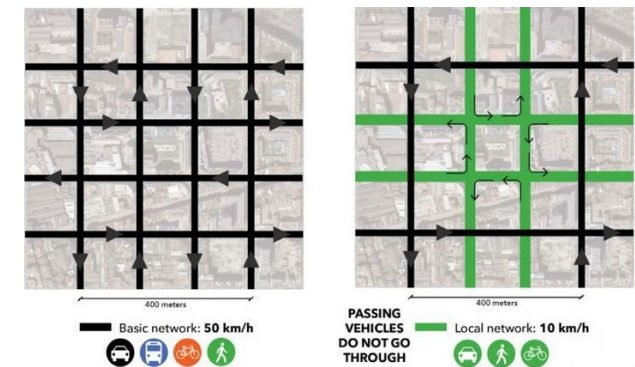 400 meters
Basic network: 50 km/h
400 meters
PASSING
VEHICLES
DO NOT GO
THROUGH
Local network: 10 km/h